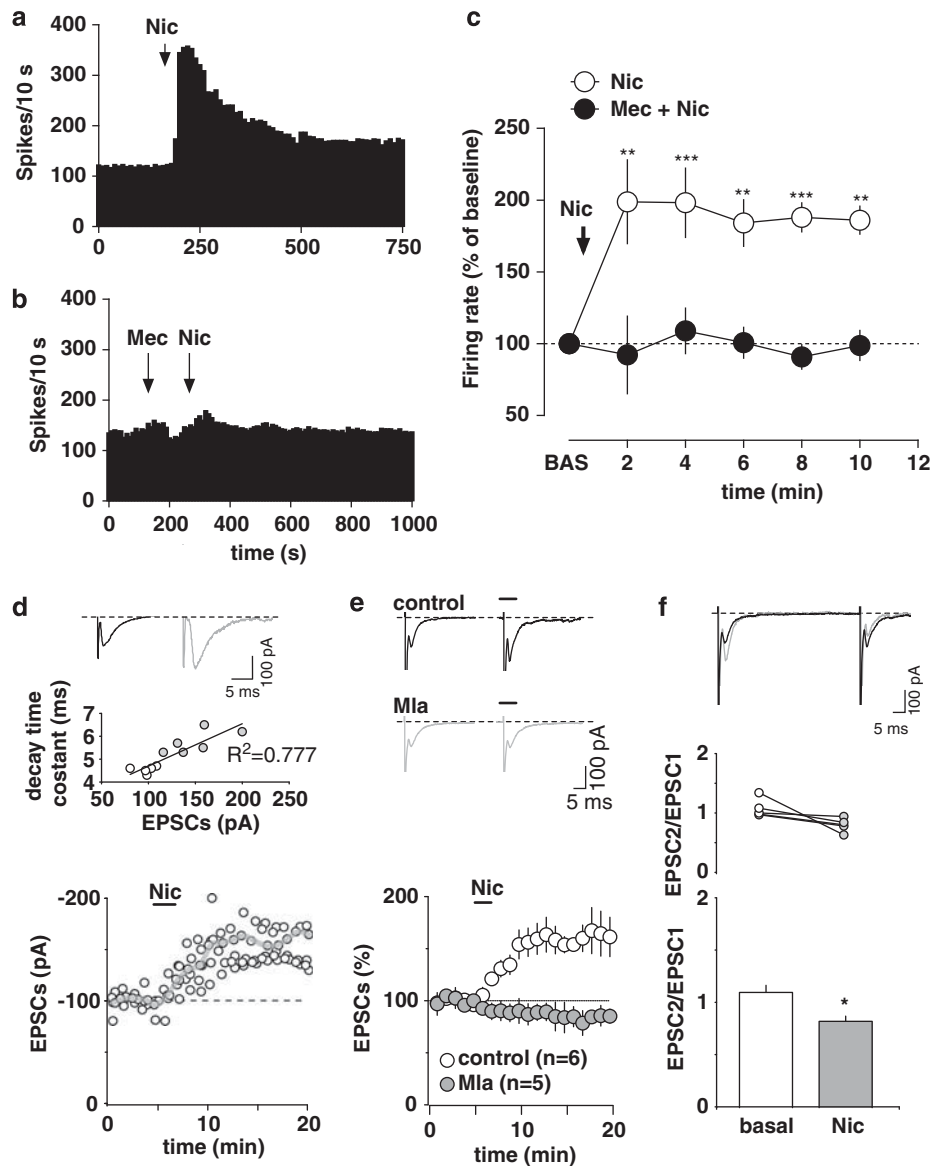 a
400
300
200
100
0
Spikes/10 s
Nic
0 250 500 750
b
400
300
200
100
0
Spikes/10 s
Mec Nic
0 200 400 600 800 1000
time (s)
c
Nic
Mec + Nic
250
200
150
100
50
Firing rate (% of baseline)
Nic
** *** ** *** **
BAS 2 4 6 8 10 12
time (min)
d
100 pA
5 ms
decay time
costant (ms)
7
6
5
4
R²=0.777
50 100 150 200 250
EPSCs (pA)
Nic
-200
-100
0
EPSCs (pA)
0 10 20
time (min)
e
control
Mla
100 pA
5 ms
200
100
0
EPSCs (%)
Nic
control (n=6)
Mla (n=5)
0 10 20
time (min)
f
100 pA
5 ms
2
1
0
EPSC2/EPSC1
2
1
0
EPSC2/EPSC1
*
basal Nic